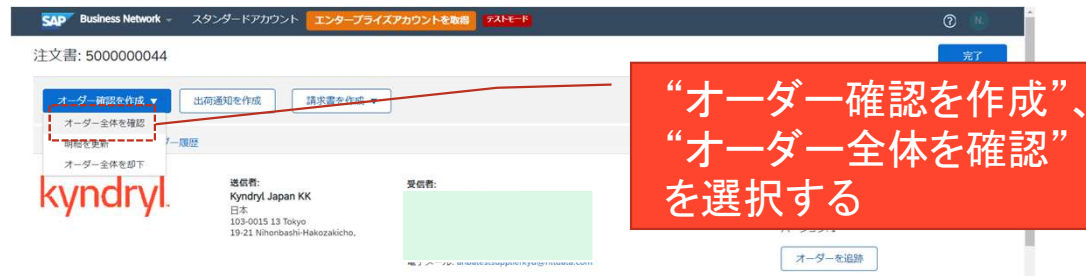 SAP Business Network スタンダードアカウント エンタープライズアカウントを取得 テストモード ? N.
注文書: 5000000044
完了
オーダー確認を作成 ▼ 出荷通知を作成 請求書を作成 ▼
オーダー全体を確認
明細を更新
オーダー全体を却下
履歴
“オーダー確認を作成”、
“オーダー全体を確認”
を選択する
kyndryl.
送信者:
Kyndryl Japan KK
日本
103-0015 13 Tokyo
19-21 Nihonbashi-Hakozakicho,
受信者:
オーダーを追跡